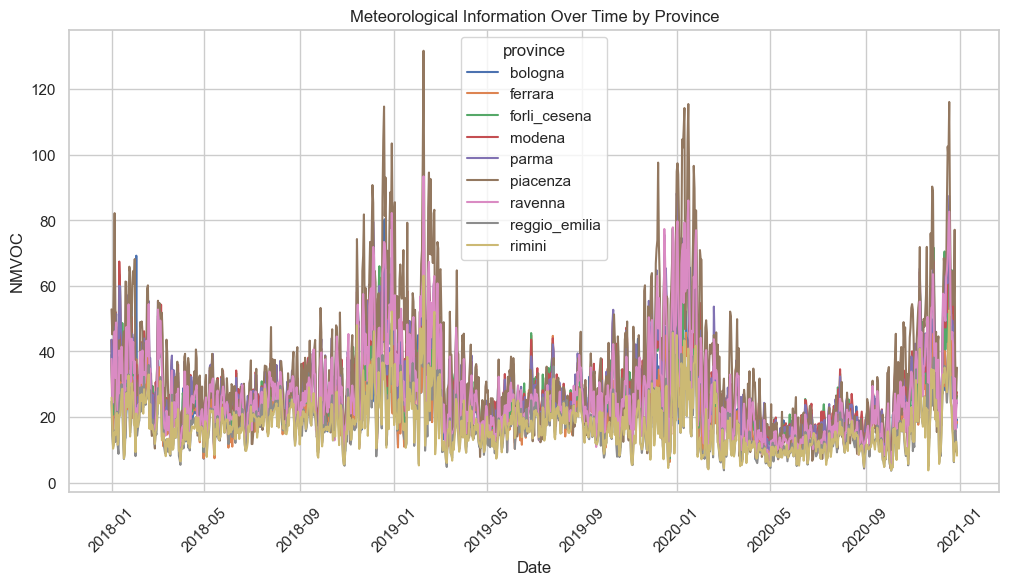 Meteorological Information Over Time by Province
NMVOC
120
100
80
60
40
20
0
province
bologna
ferrara
forli_cesena
modena
parma
piacenza
ravenna
reggio_emilia
rimini
2018-01
2018-05
2018-09
2019-01
2019-05
2019-09
2020-01
2020-05
2020-09
2021-01
Date